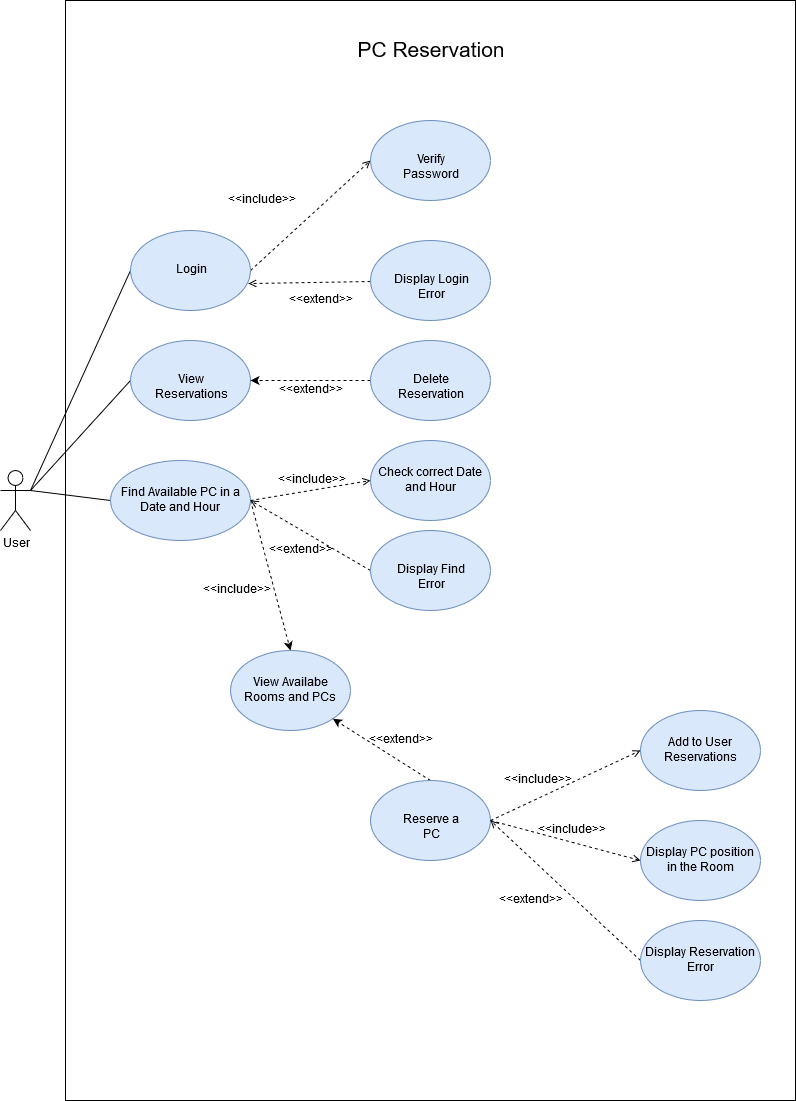 PC Reservation
Verify
Password
<<include>>
Login
Display Login
Error
<<extend>>
View
Reservations
<<extend>>
Delete
Reservation
Find Available PC in a
Date and Hour
<<include>>
Check correct Date
and Hour
<<extend>>
Display Find
Error
User
<<include>>
View Availabe
Rooms and PCs
<<extend>>
Add to User
Reservations
<<include>>
Reserve a
PC
<<include>>
Display PC position
in the Room
<<extend>>
Display Reservation
Error